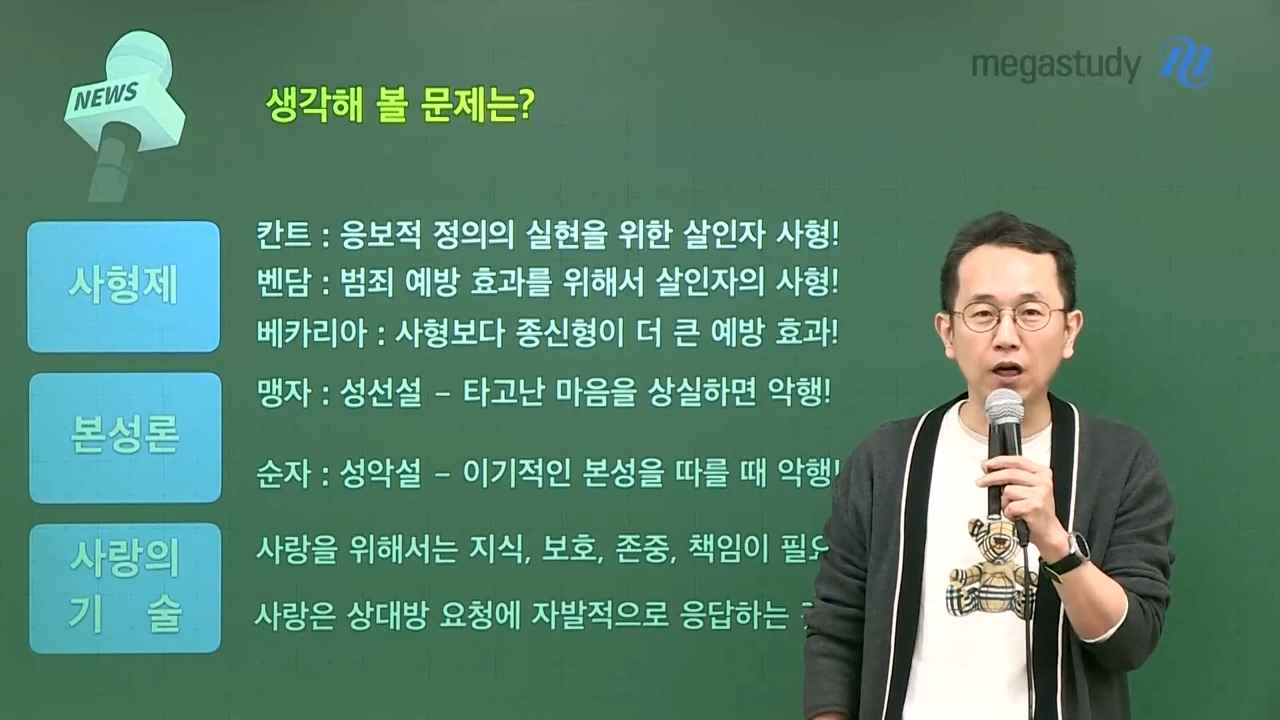 megastudy
NEWS
생각해 볼 문제는?
사형제
칸트 : 응보적 정의의 실현을 위한 살인자 사형!
벤담 : 범죄 예방 효과를 위해서 살인자의 사형!
베카리아 : 사형보다 종신형이 더 큰 예방 효과!
본성론
맹자 : 성선설 – 타고난 마음을 상실하면 악행!
순자 : 성악설 – 이기적인 본성을 따를 때 악행!
사랑의
기 술
사랑을 위해서는 지식, 보호, 존중, 책임이
사랑은 상대방 요청에 자발적으로 응답하는